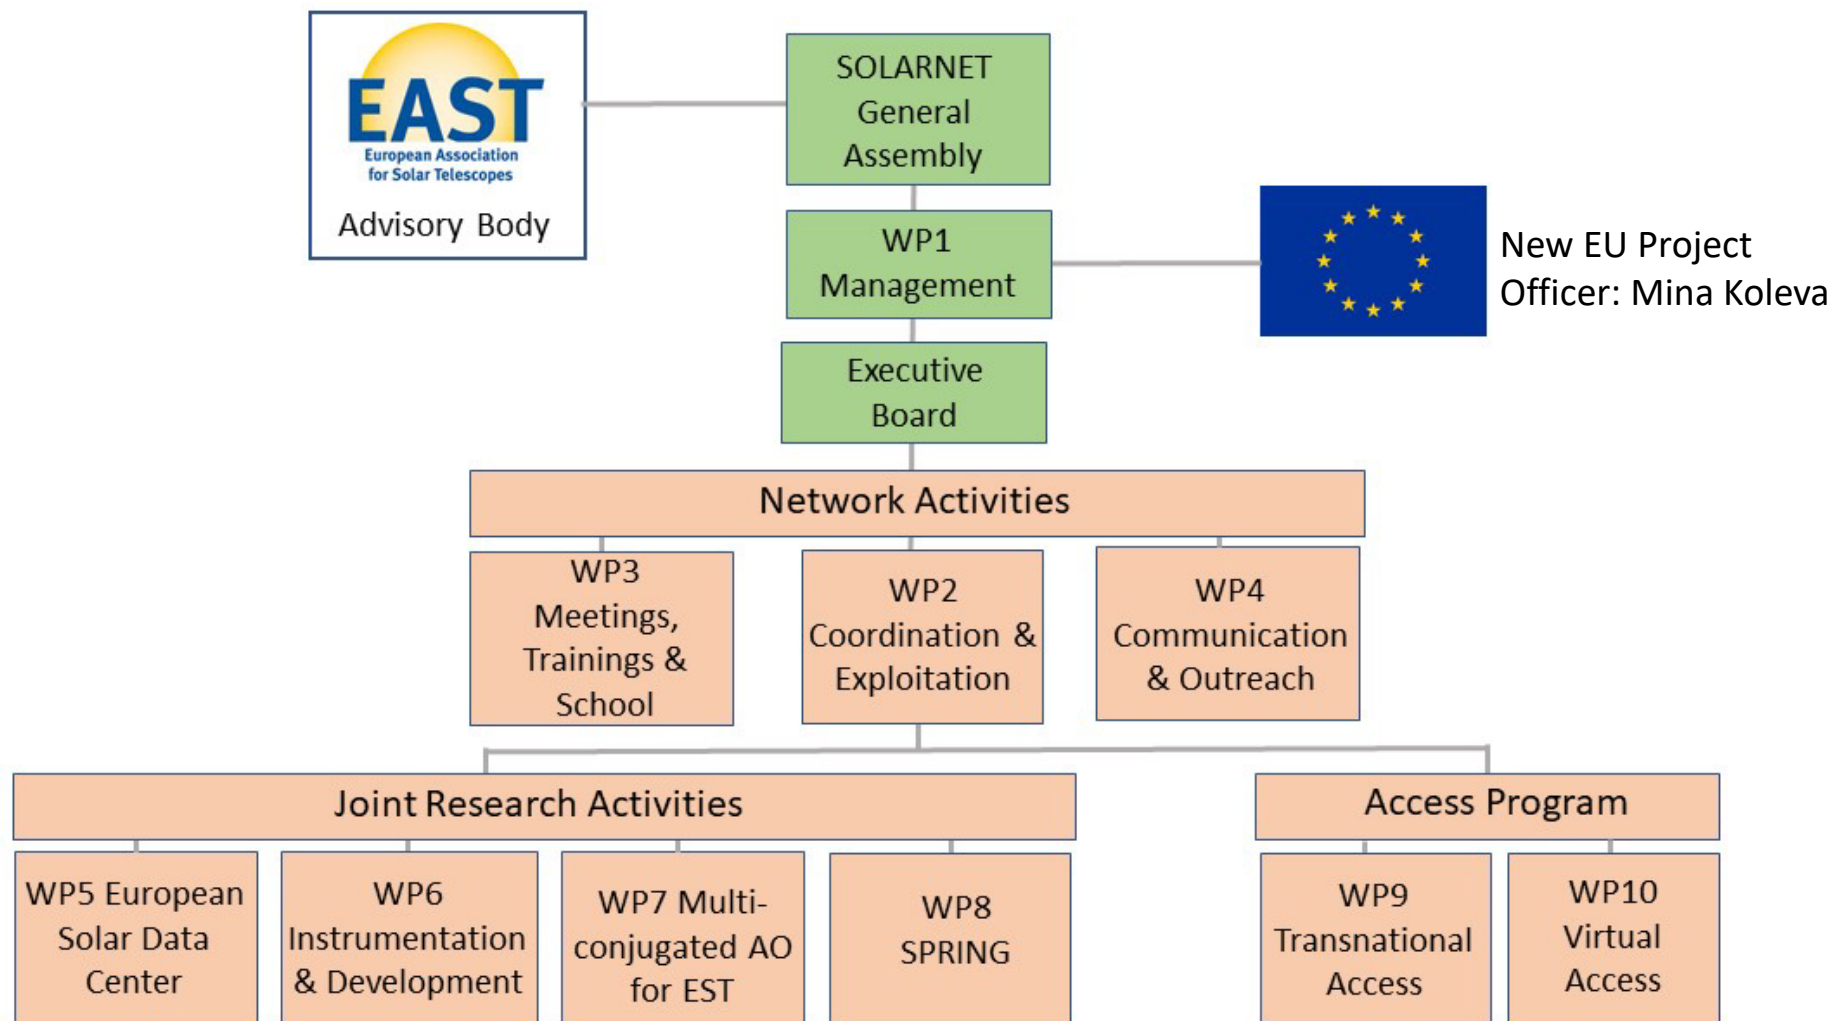 EAST
European Association
for Solar Telescopes
Advisory Body
SOLARNET
General
Assembly
WP1
Management
New EU Project
Officer: Mina Koleva
Executive
Board
Network Activities
WP3
Meetings,
Trainings &
School
WP2
Coordination &
Exploitation
WP4
Communication
& Outreach
Joint Research Activities
Access Program
WP5 European
Solar Data
Center
WP6
Instrumentation
& Development
WP7 Multi-
conjugated AO
for EST
WP8
SPRING
WP9
Transnational
Access
WP10
Virtual
Access